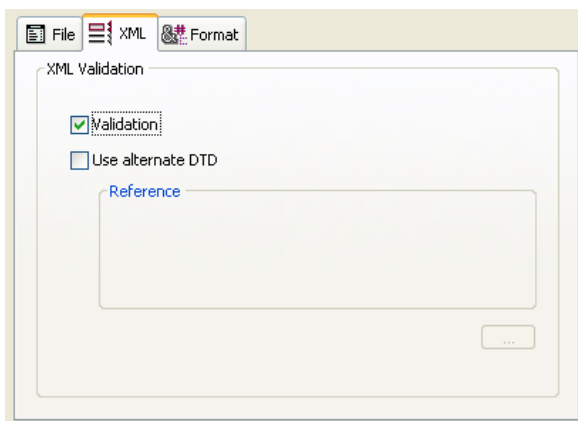 File XML Format
XML Validation
Validation
Use alternate DTD
Reference
...